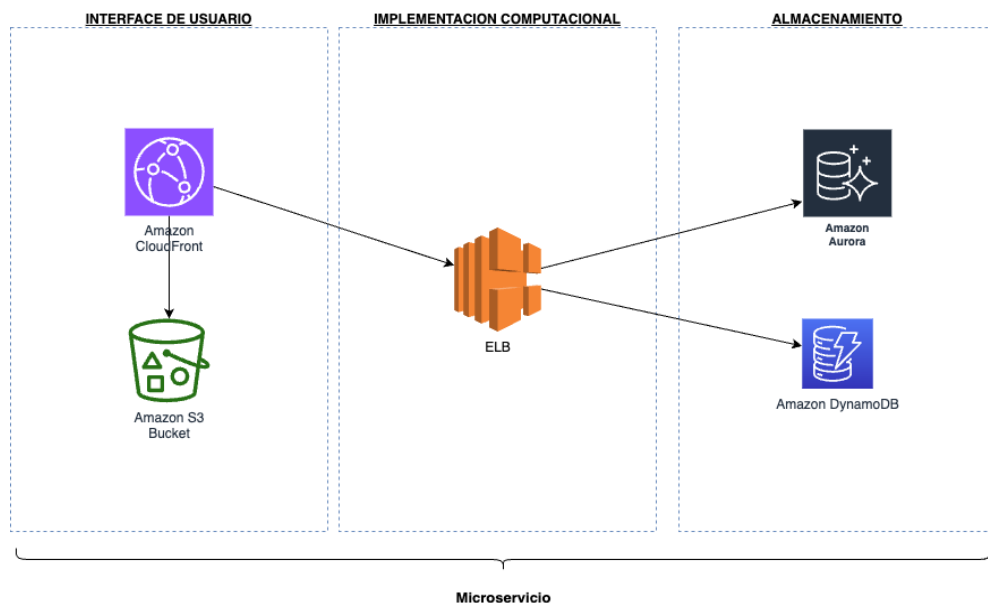 INTERFACE DE USUARIO
IMPLEMENTACION COMPUTACIONAL
ALMACENAMIENTO
Amazon
CloudFront
Amazon S3
Bucket
ELB
Amazon
Aurora
Amazon DynamoDB
Microservicio